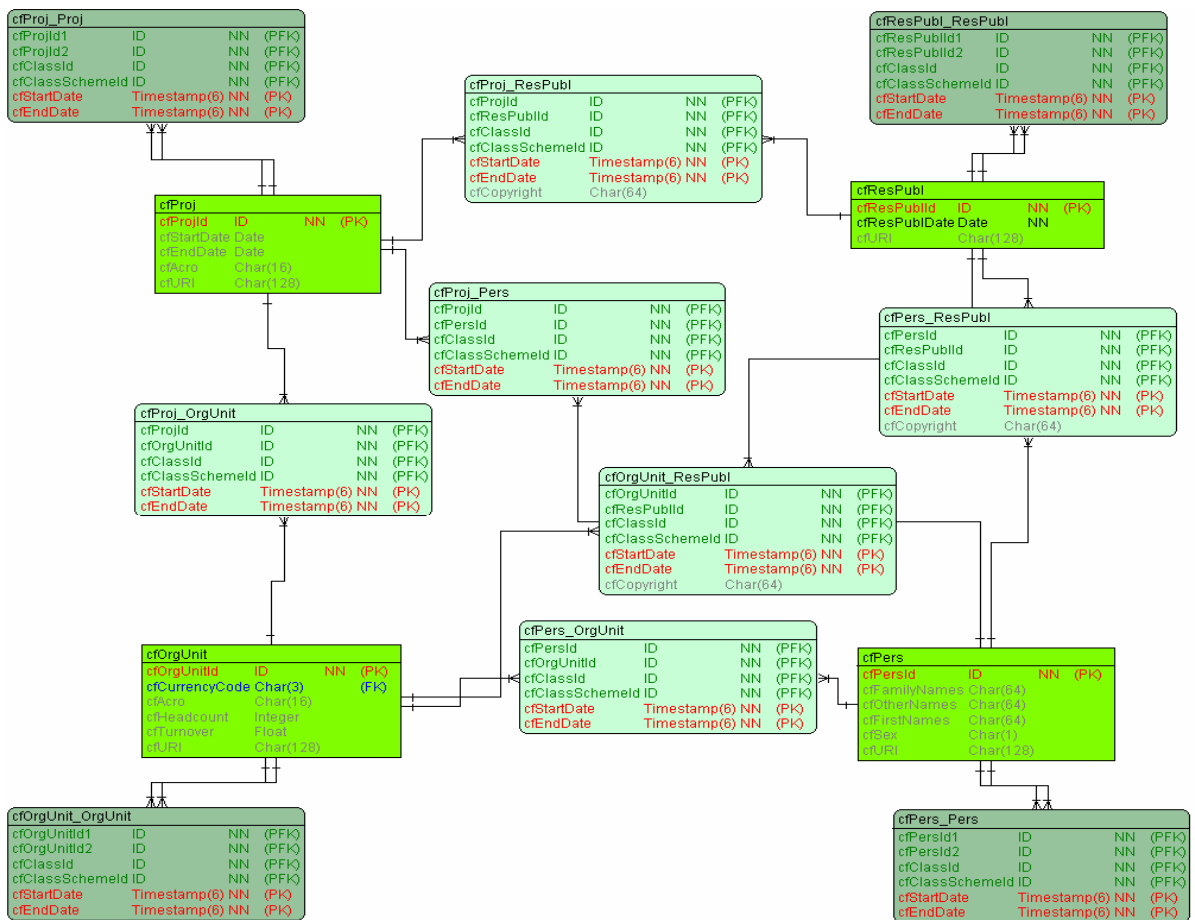 cfProj_Proj
cfProjId1 ID NN (PFK)
cfProjId2 ID NN (PFK)
cfClassId ID NN (PFK)
cfClassSchemeId ID NN (PFK)
cfStartDate Timestamp(6) NN (PK)
cfEndDate Timestamp(6) NN (PK)
cfResPubl_ResPubl
cfResPublId1 ID NN (PFK)
cfResPublId2 ID NN (PFK)
cfClassId ID NN (PFK)
cfClassSchemeId ID NN (PFK)
cfStartDate Timestamp(6) NN (PK)
cfEndDate Timestamp(6) NN (PK)
cfProj_ResPubl
cfProjId ID NN (PFK)
cfResPublId ID NN (PFK)
cfClassId ID NN (PFK)
cfClassSchemeId ID NN (PFK)
cfStartDate Timestamp(6) NN (PK)
cfEndDate Timestamp(6) NN (PK)
cfCopyright Char(64)
cfProj
cfProjId ID NN (PK)
cfStartDate Date
cfEndDate Date
cfAcro Char(16)
cfURI Char(128)
cfResPubl
cfResPublId ID NN (PK)
cfResPublDate Date NN
cfURI Char(128)
cfProj_Pers
cfProjId ID NN (PFK)
cfPersId ID NN (PFK)
cfClassId ID NN (PFK)
cfClassSchemeId ID NN (PFK)
cfStartDate Timestamp(6) NN (PK)
cfEndDate Timestamp(6) NN (PK)
cfPers_ResPubl
cfPersId ID NN (PFK)
cfResPublId ID NN (PFK)
cfClassId ID NN (PFK)
cfClassSchemeId ID NN (PFK)
cfStartDate Timestamp(6) NN (PK)
cfEndDate Timestamp(6) NN (PK)
cfCopyright Char(64)
cfProj_OrgUnit
cfProjId ID NN (PFK)
cfOrgUnitId ID NN (PFK)
cfClassId ID NN (PFK)
cfClassSchemeId ID NN (PFK)
cfStartDate Timestamp(6) NN (PK)
cfEndDate Timestamp(6) NN (PK)
cfOrgUnit_ResPubl
cfOrgUnitId ID NN (PFK)
cfResPublId ID NN (PFK)
cfClassId ID NN (PFK)
cfClassSchemeId ID NN (PFK)
cfStartDate Timestamp(6) NN (PK)
cfEndDate Timestamp(6) NN (PK)
cfCopyright Char(64)
cfPers_OrgUnit
cfPersId ID NN (PFK)
cfOrgUnitId ID NN (PFK)
cfClassId ID NN (PFK)
cfClassSchemeId ID NN (PFK)
cfStartDate Timestamp(6) NN (PK)
cfEndDate Timestamp(6) NN (PK)
cfOrgUnit
cfOrgUnitId ID NN (PK)
cfCurrencyCode Char(3) (FK)
cfAcro Char(16)
cfHeadcount Integer
cfTurnover Float
cfURI Char(128)
cfPers
cfPersId ID NN (PK)
cfFamilyNames Char(64)
cfOtherNames Char(64)
cfFirstNames Char(64)
cfSex Char(1)
cfURI Char(128)
cfOrgUnit_OrgUnit
cfOrgUnitId1 ID NN (PFK)
cfOrgUnitId2 ID NN (PFK)
cfClassId ID NN (PFK)
cfClassSchemeId ID NN (PFK)
cfStartDate Timestamp(6) NN (PK)
cfEndDate Timestamp(6) NN (PK)
cfPers_Pers
cfPersId1 ID NN (PFK)
cfPersId2 ID NN (PFK)
cfClassId ID NN (PFK)
cfClassSchemeId ID NN (PFK)
cfStartDate Timestamp(6) NN (PK)
cfEndDate Timestamp(6) NN (PK)